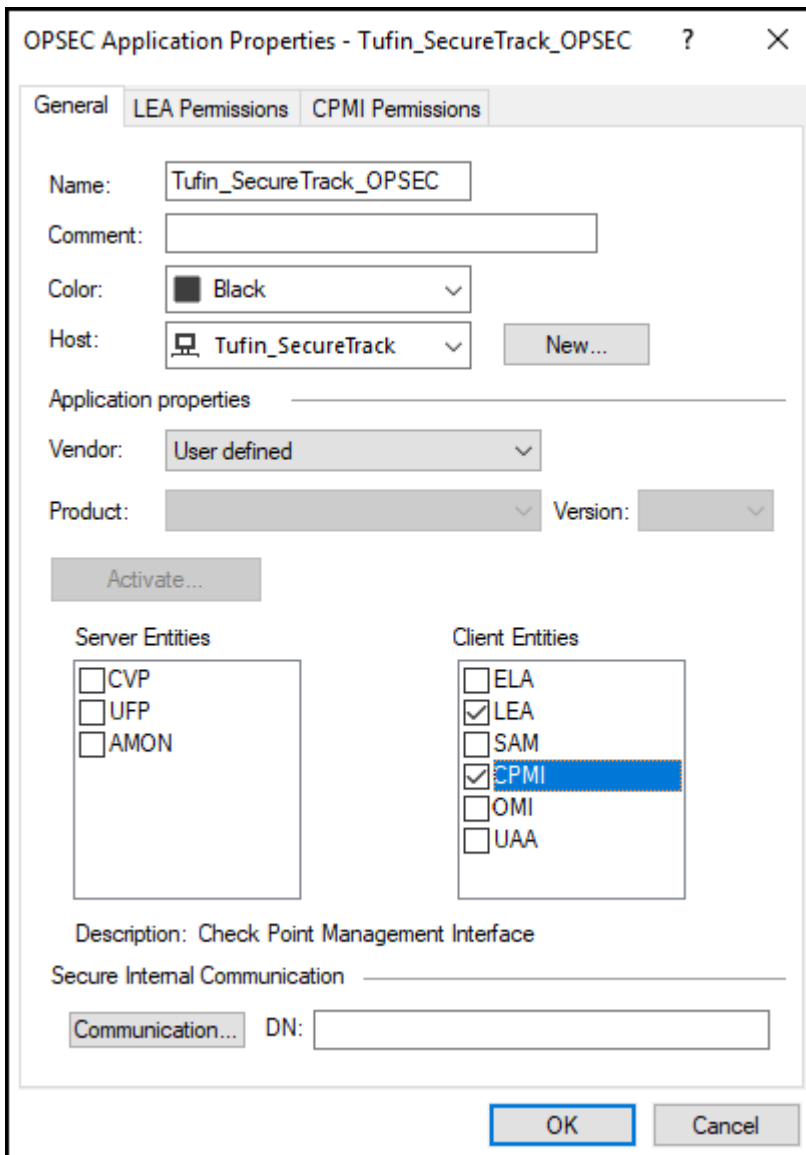 OPSEC Application Properties - Tufin_SecureTrack_OPSEC ?
General LEA Permissions CPMI Permissions
Name: Tufin_SecureTrack_OPSEC
Comment:
Color: Black
Host: Tufin_SecureTrack New...
Application properties
Vendor: User defined
Product: Version:
Activate...
Server Entities Client Entities
CVP ELA
UFP LEA
AMON SAM
CPMI
OMI
UAA
Description: Check Point Management Interface
Secure Internal Communication
Communication... DN:
OK Cancel